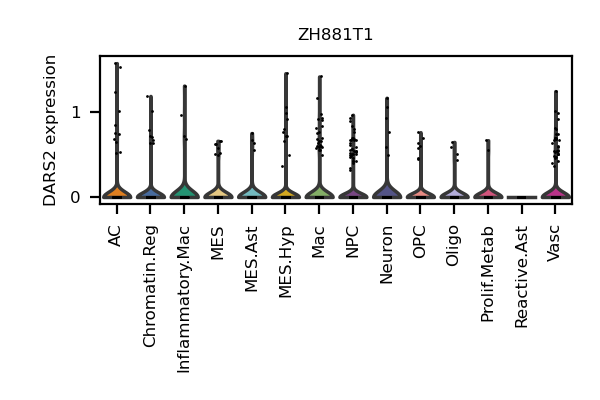 ZH881T1
DARS2 expression
1
0
AC
Chromatin.Reg
Inflammatory.Mac
MES
MES.Ast
MES.Hyp
Mac
NPC
Neuron
OPC
Oligo
Prolif.Metab
Reactive.Ast
Vasc